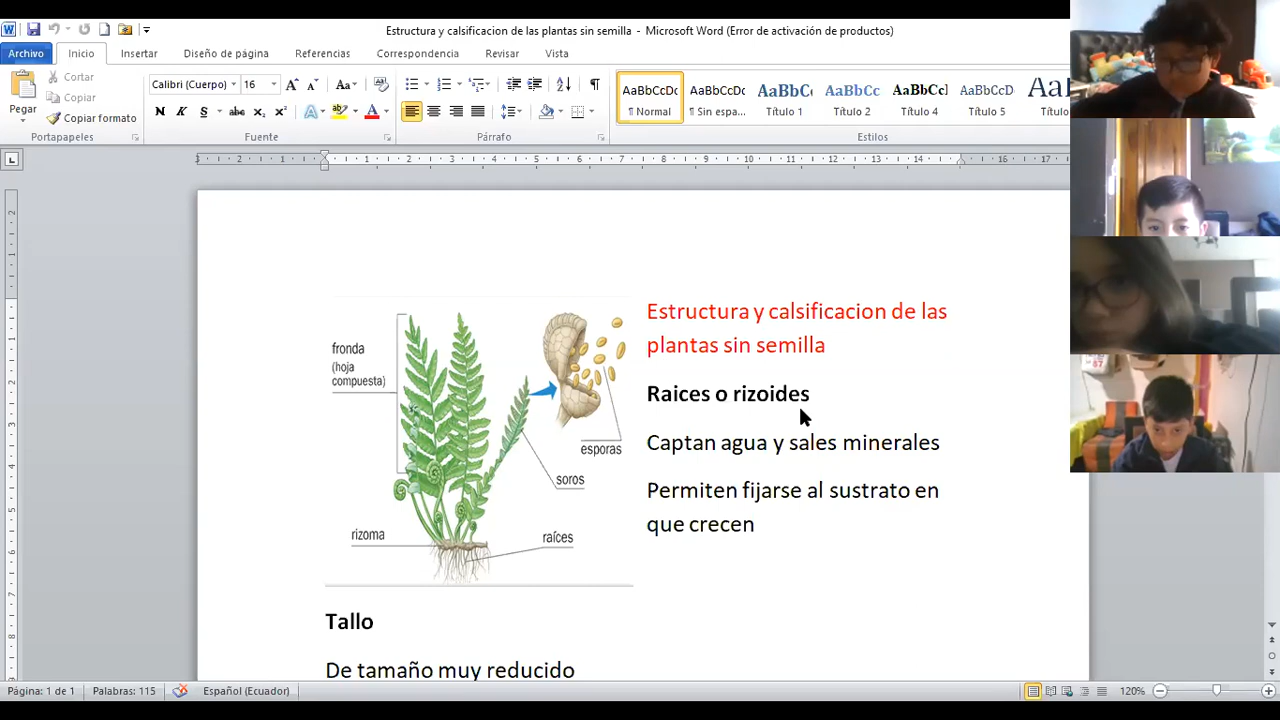 Estructura y calsificacion de las plantas sin semilla - Microsoft Word (Error de activación de productos)
Archivo Inicio Insertar Diseño de página Referencias Correspondencia Revisar Vista
Cortar
Copiar
Pegar
Copiar formato
Portapapeles
Calibri (Cuerpo) 16
Fuente
Párrafo
AaBbCcDc AaBbCcDc AaBbC AaBbCc AaBbCcI AaBbCcD AaB
¶ Normal ¶ Sin espa... Título 1 Título 2 Título 4 Título 5 Título
Estilos
fronda
(hoja
compuesta)
esporas
soros
rizoma
raíces
Estructura y calsificacion de las
plantas sin semilla
Raices o rizoides
Captan agua y sales minerales
Permiten fijarse al sustrato en
que crecen
Tallo
De tamaño muy reducido
Página: 1 de 1 Palabras: 115 Español (Ecuador) 120%